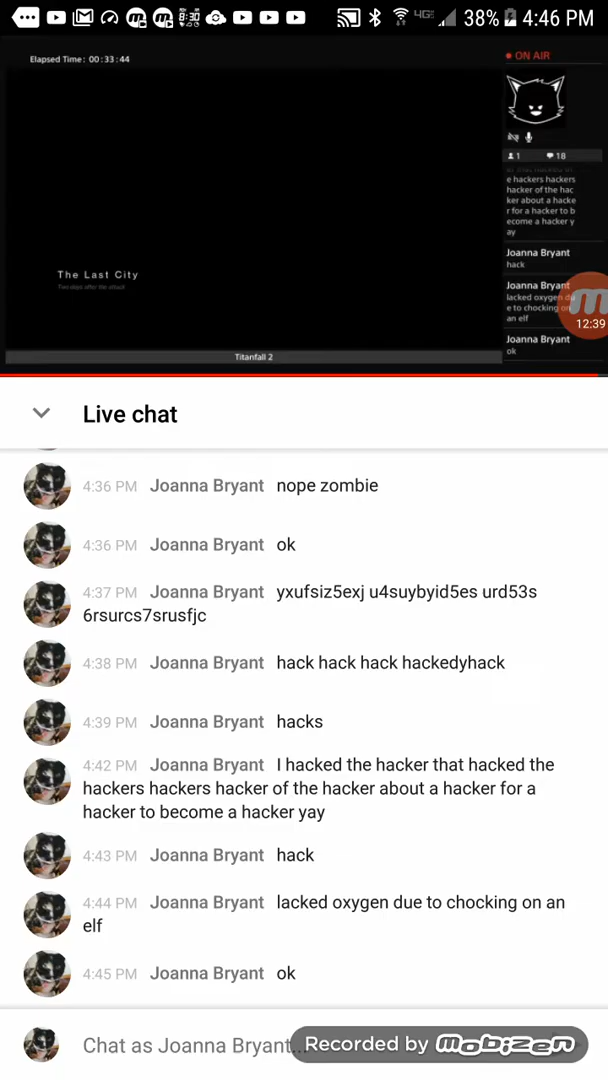 8:30
4G
38%
4:46 PM
Elapsed Time: 00:33:44
ON AIR
1
18
e hackers hackers
hacker of the hac
ker about a hacke
r for a hacker to b
ecome a hacker y
ay
Joanna Bryant
hack
Joanna Bryant
lacked oxygen du
e to chocking on
an elf
Joanna Bryant
ok
12:39
The Last City
Two days after the attack
Titanfall 2
Live chat
4:36 PM Joanna Bryant nope zombie
4:36 PM Joanna Bryant ok
4:37 PM Joanna Bryant yxufsiz5exj u4suybyid5es urd53s
6rsurcs7srusfjc
4:38 PM Joanna Bryant hack hack hack hackedyhack
4:39 PM Joanna Bryant hacks
4:42 PM Joanna Bryant I hacked the hacker that hacked the
hackers hackers hacker of the hacker about a hacker for a
hacker to become a hacker yay
4:43 PM Joanna Bryant hack
4:44 PM Joanna Bryant lacked oxygen due to chocking on an
elf
4:45 PM Joanna Bryant ok
Chat as Joanna Bryant...
Recorded by mobizen